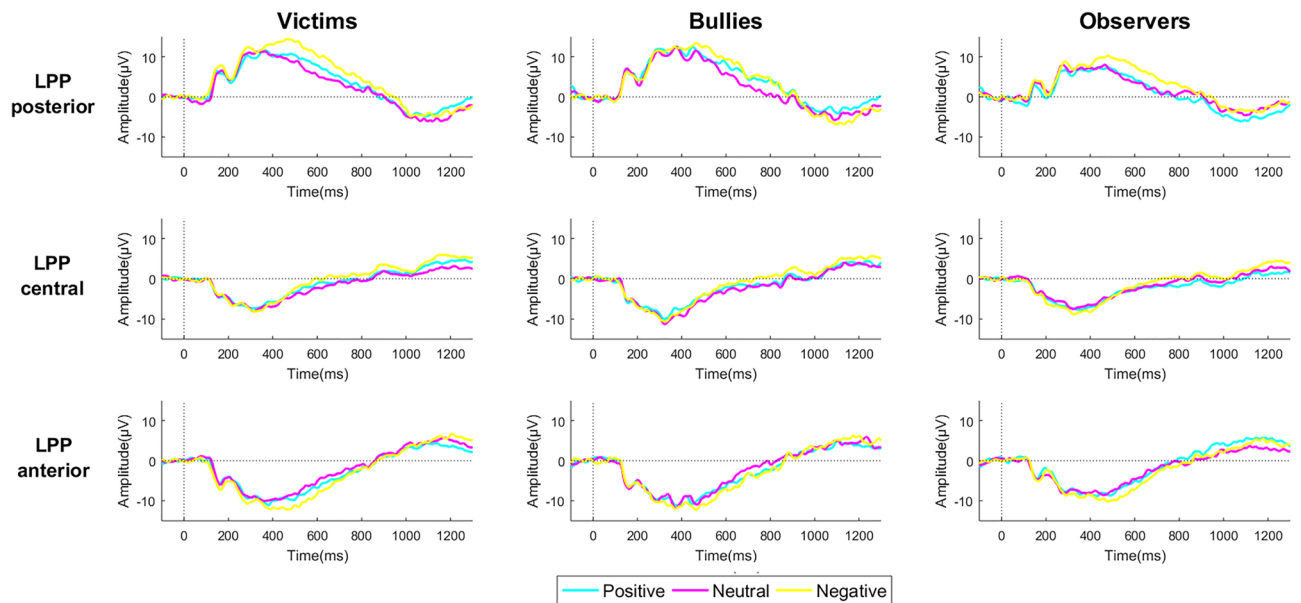 Victims Bullies Observers
LPP
posterior
Amplitude(µV)
10
0
-10
0 200 400 600 800 1000 1200
Time(ms)
Amplitude(µV)
10
0
-10
0 200 400 600 800 1000 1200
Time(ms)
Amplitude(µV)
10
0
-10
0 200 400 600 800 1000 1200
Time(ms)
LPP
central
Amplitude(µV)
10
0
-10
0 200 400 600 800 1000 1200
Time(ms)
Amplitude(µV)
10
0
-10
0 200 400 600 800 1000 1200
Time(ms)
Amplitude(µV)
10
0
-10
0 200 400 600 800 1000 1200
Time(ms)
LPP
anterior
Amplitude(µV)
10
0
-10
0 200 400 600 800 1000 1200
Time(ms)
Amplitude(µV)
10
0
-10
0 200 400 600 800 1000 1200
Time(ms)
Amplitude(µV)
10
0
-10
0 200 400 600 800 1000 1200
Time(ms)
Positive Neutral Negative